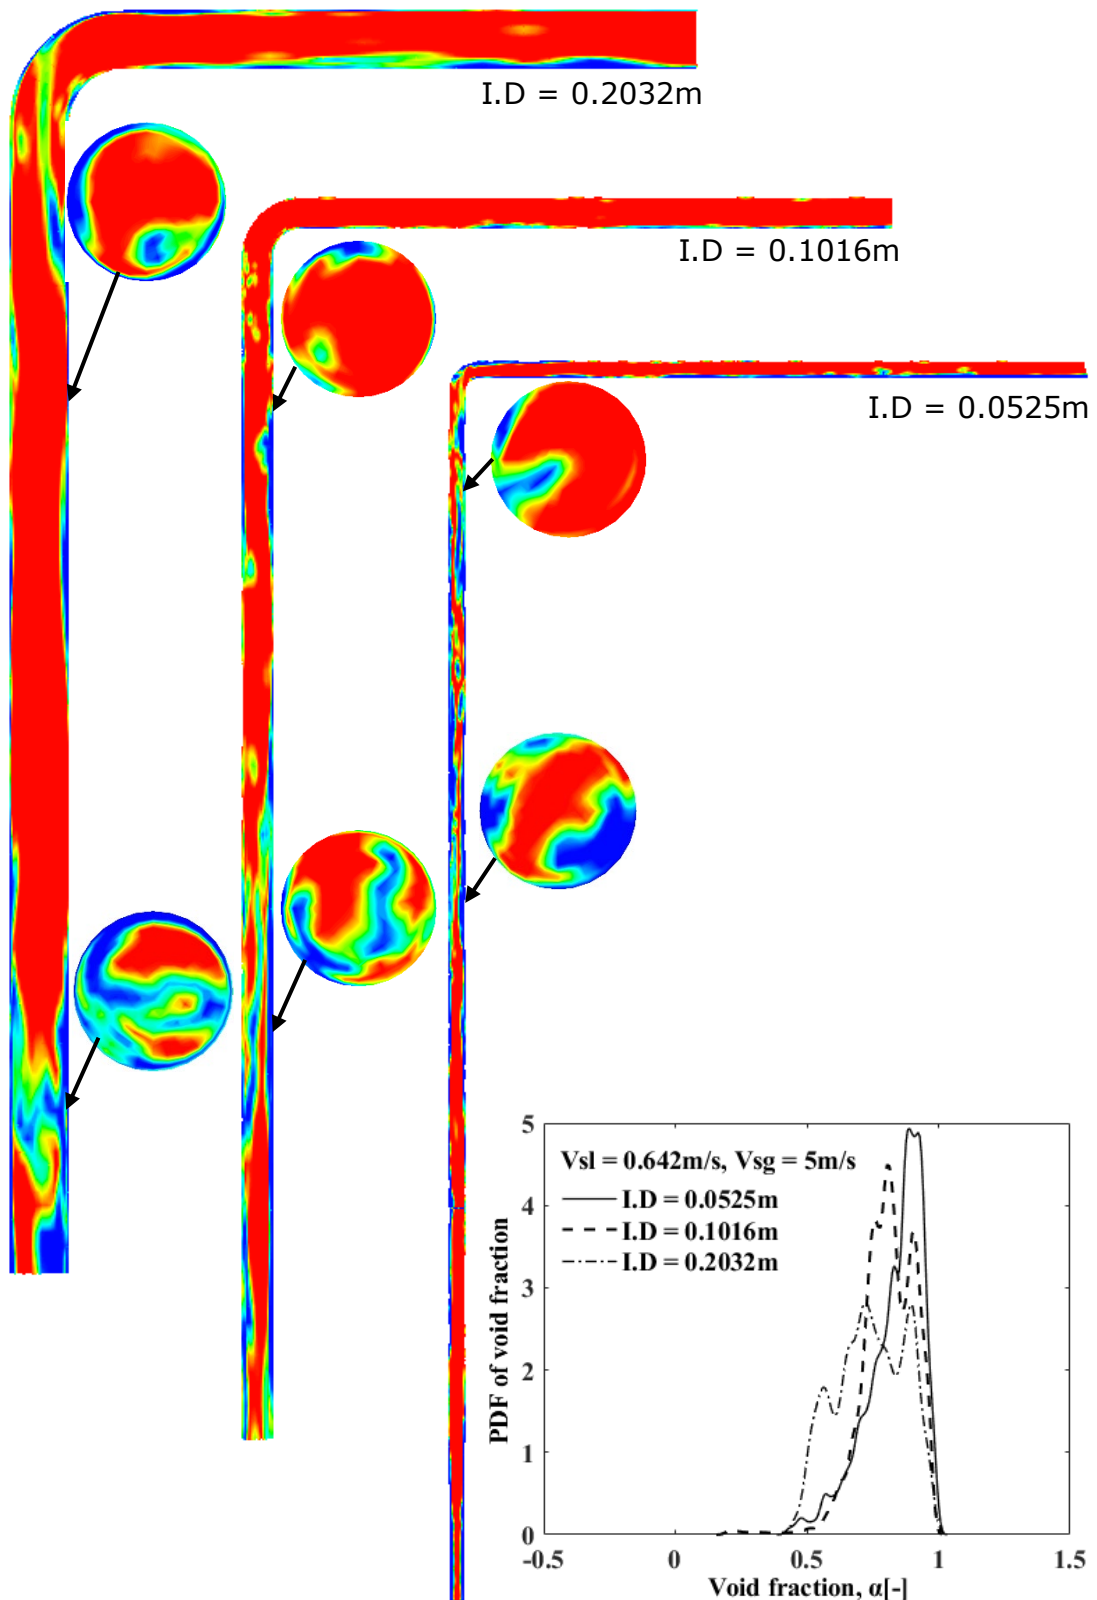 I.D = 0.2032m
I.D = 0.1016m
I.D = 0.0525m
Vsl = 0.642m/s, Vsg = 5m/s
I.D = 0.0525m
I.D = 0.1016m
I.D = 0.2032m
PDF of void fraction
5
4
3
2
1
0
-0.5
0
0.5
1
1.5
Void fraction, α[-]